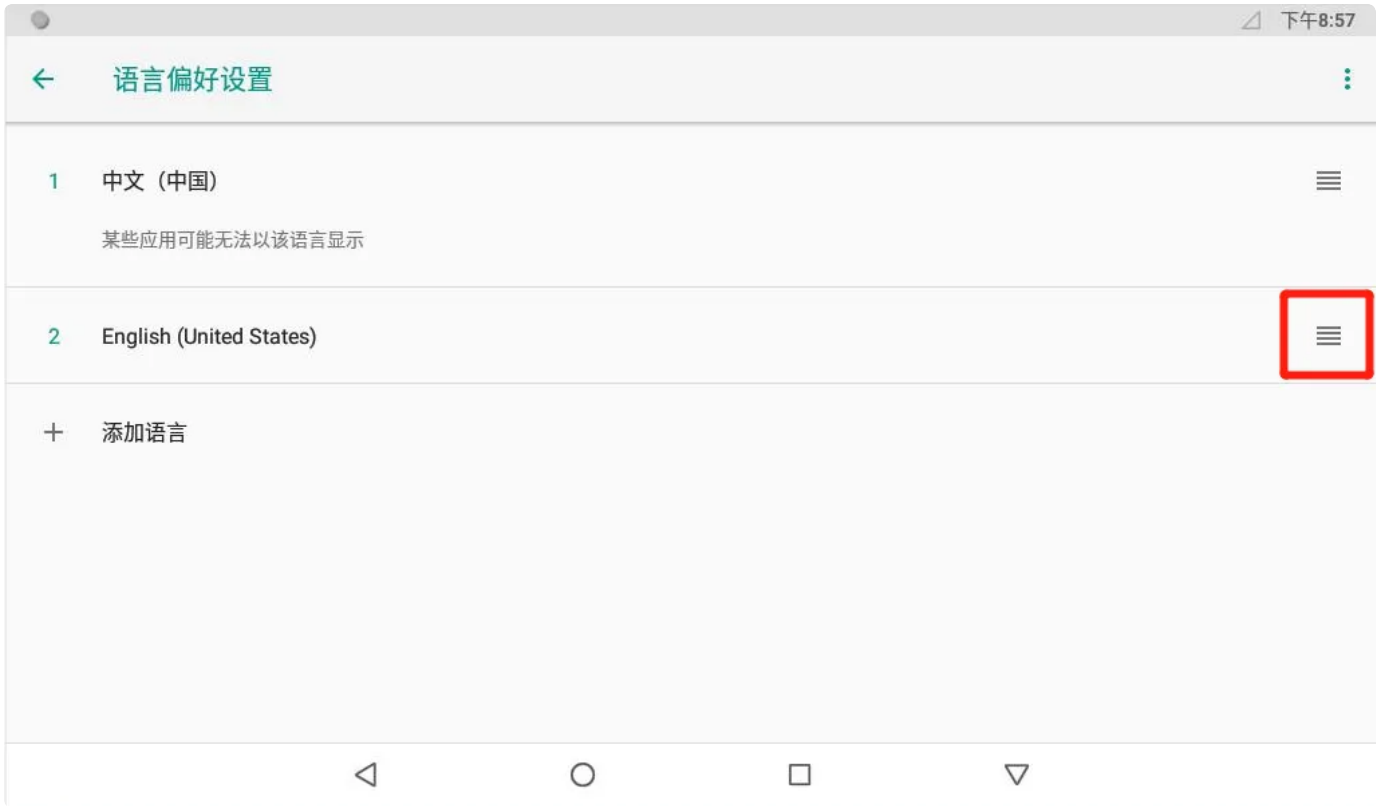 下午8:57
语言偏好设置
1 中文（中国）
某些应用可能无法以该语言显示
2 English (United States)
添加语言